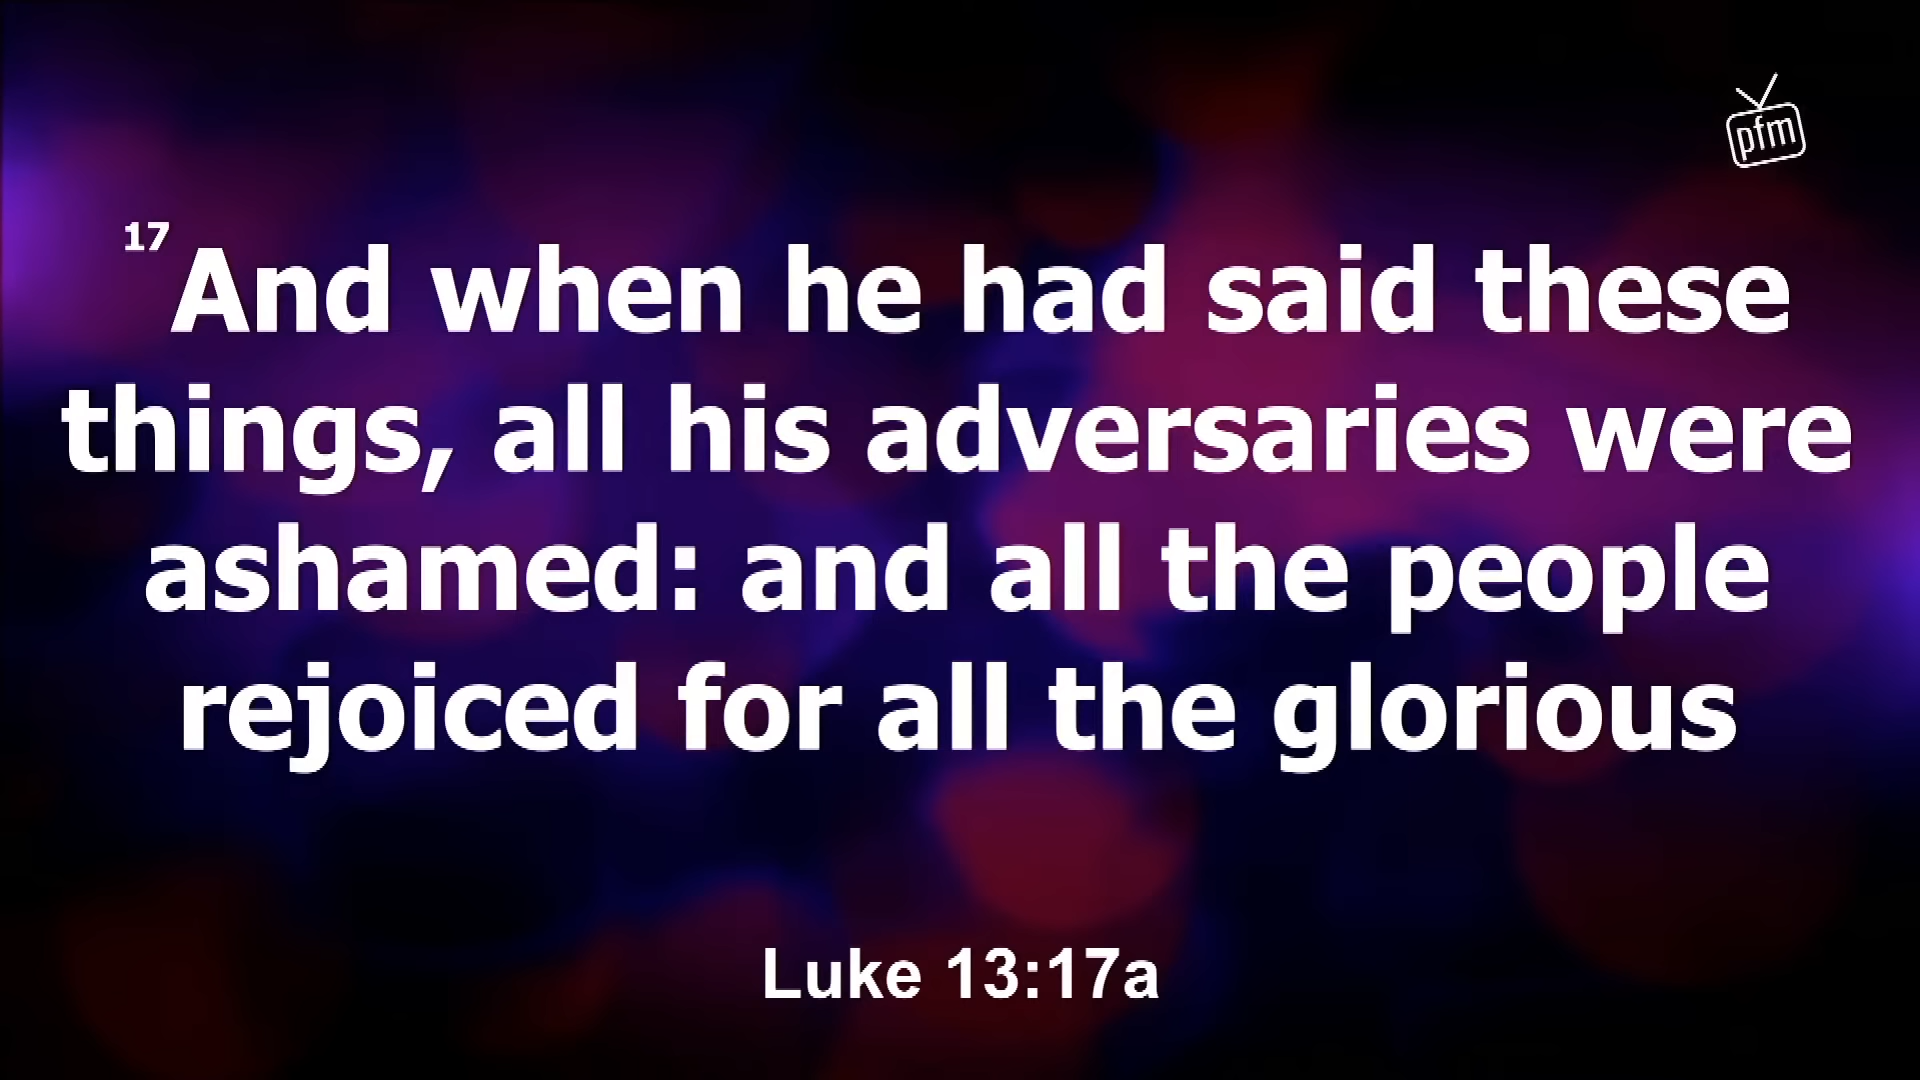 pfm
17 And when he had said these
things, all his adversaries were
ashamed: and all the people
rejoiced for all the glorious
Luke 13:17a